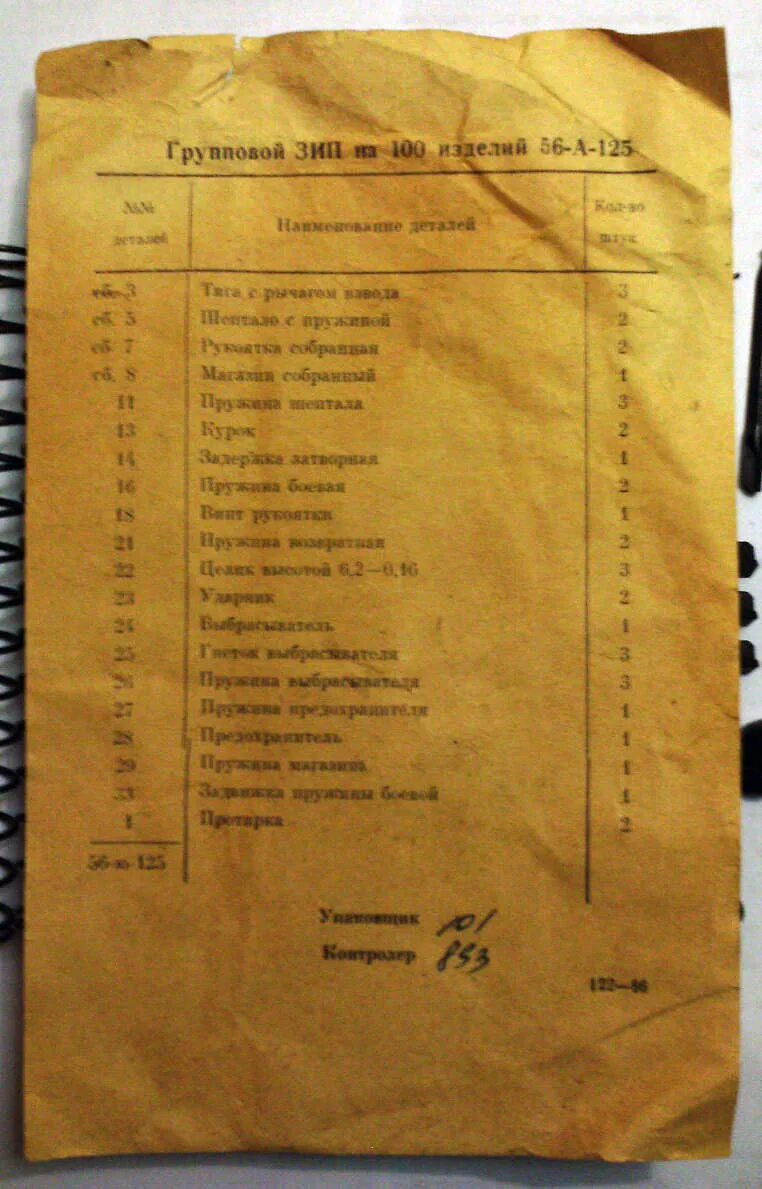 Групповой ЗИП на 100 изделий 56-А-125
№№ деталей Наименование деталей Кол-во штук
сб. 3 Тяга с рычагом взвода 3
сб. 5 Шептало с пружиной 2
сб. 7 Рукоятка собранная 2
сб. 8 Магазин собранный 1
11 Пружина шептала 3
13 Курок 2
14 Задержка затворная 1
16 Пружина боевая 2
18 Винт рукоятки 1
21 Пружина возвратная 2
22 Целик высотой 6,2—0,16 3
23 Ударник 2
24 Выбрасыватель 1
25 Гнеток выбрасывателя 3
26 Пружина выбрасывателя 3
27 Пружина предохранителя 1
28 Предохранитель 1
29 Пружина магазина 1
33 Задвижка пружины боевой 1
1 Протирка 2
56-ю-125
Упаковщик 101
Контролер 893
122—46